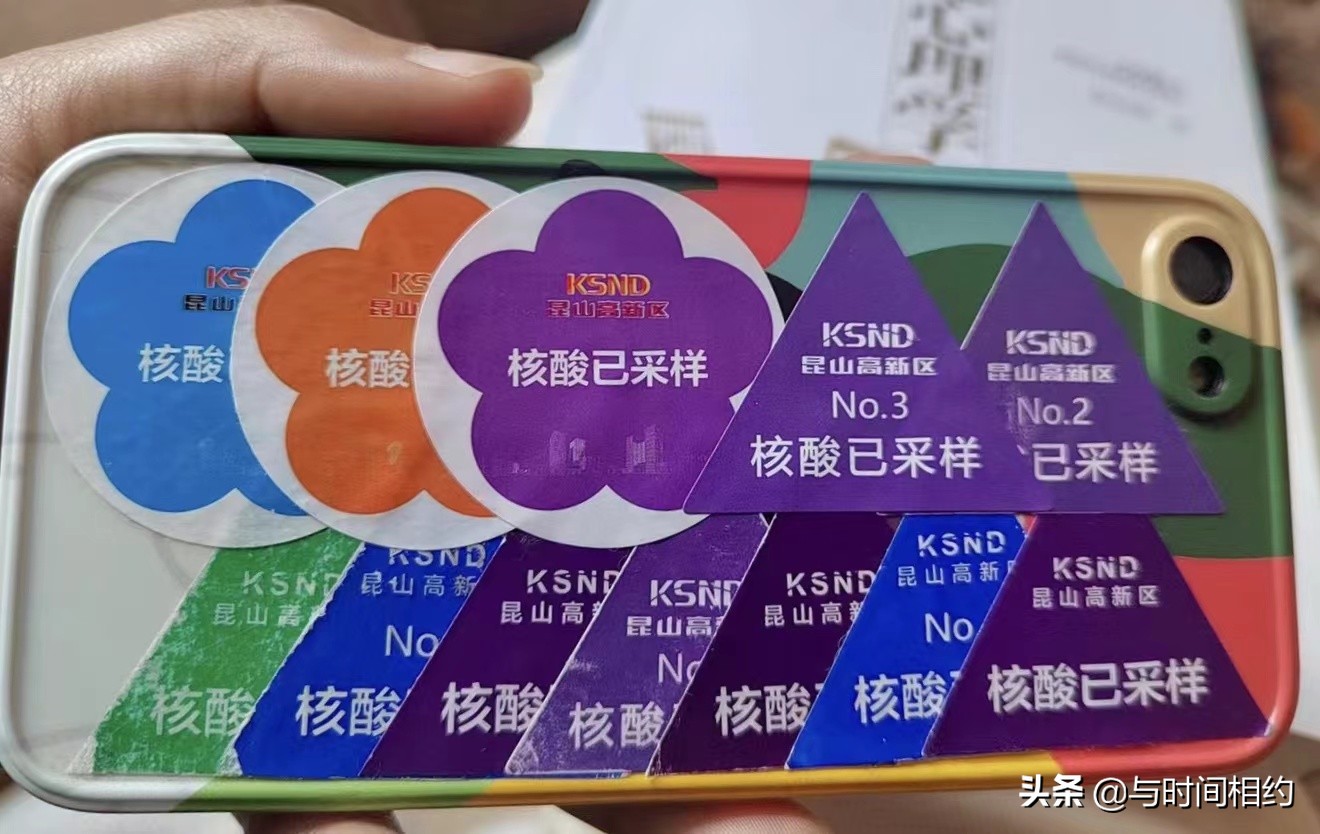 心理学
KS
昆山
核酸
KS
昆山
核酸
KSND
昆山高新区
核酸已采样
KSND
昆山高新区
No.3
核酸已采样
KSND
昆山高新区
No.2
已采样
KSND
昆山高
核酸
KSND
昆山高新
No
核酸
KSND
昆山高新
核酸
KSND
昆山高
No
核酸
KSND
昆山高新
核酸已
KSND
昆山高新区
No
核酸
KSND
昆山高新区
核酸已采样
头条 @与时间相约